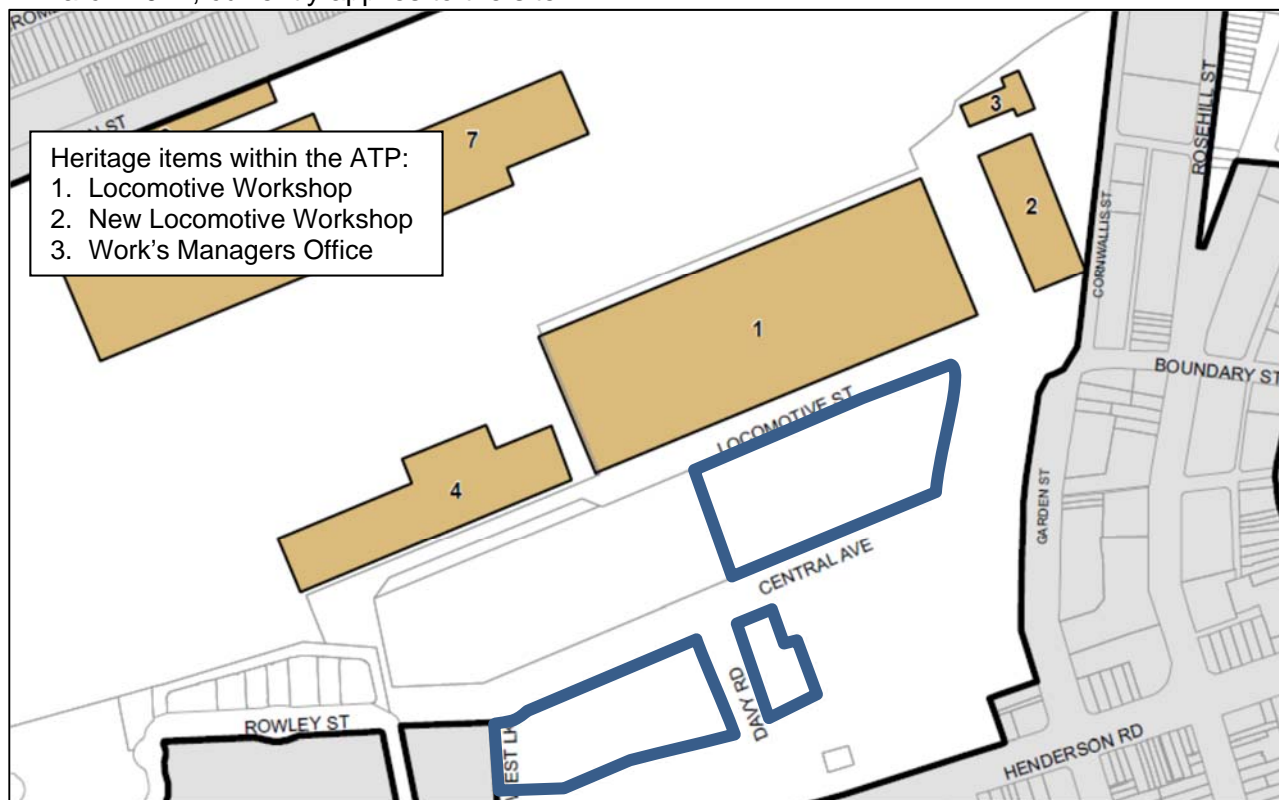 ROSEHILL ST
7
3
Heritage items within the ATP:
1. Locomotive Workshop
2. New Locomotive Workshop
3. Work's Managers Office
2
CORNWALLIS ST
1
BOUNDARY ST
LOCOMOTIVE ST
4
GARDEN ST
CENTRAL AVE
DAVY RD
ROWLEY ST
HENDERSON RD